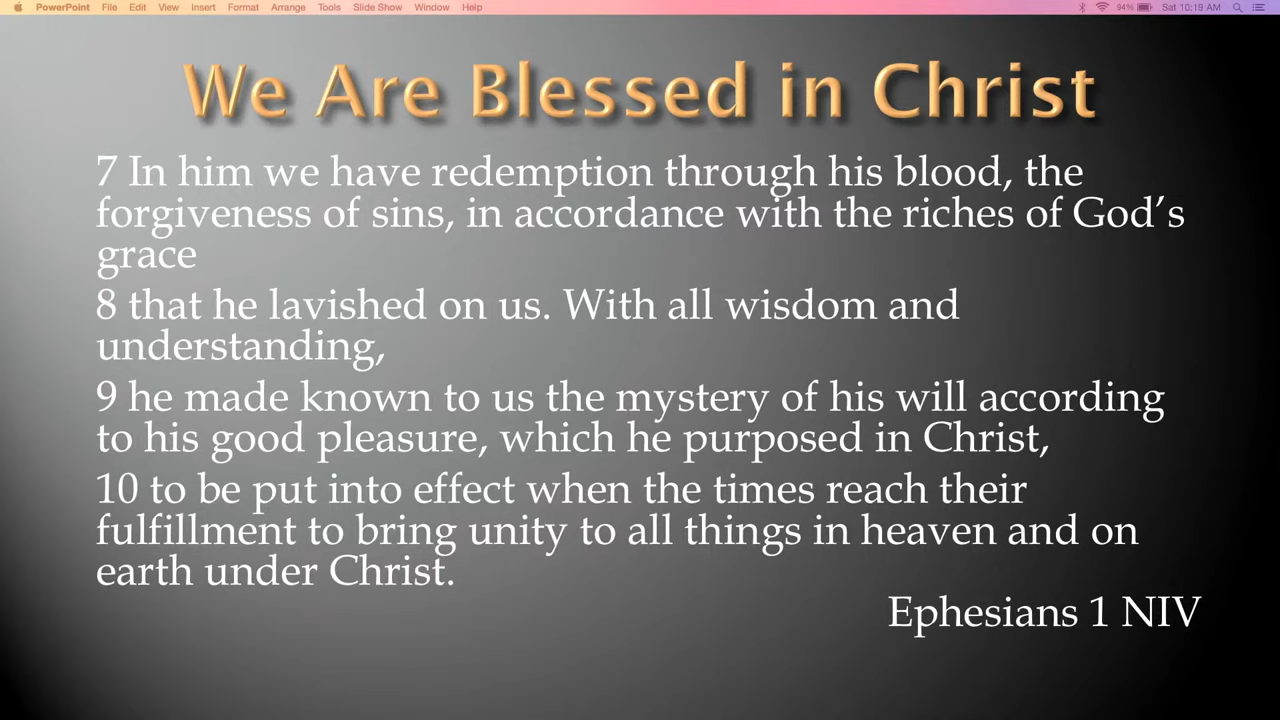 PowerPoint File Edit View Insert Format Arrange Tools Slide Show Window Help 94% Sat 10:19 AM
We Are Blessed in Christ
7 In him we have redemption through his blood, the
forgiveness of sins, in accordance with the riches of God’s
grace
8 that he lavished on us. With all wisdom and
understanding,
9 he made known to us the mystery of his will according
to his good pleasure, which he purposed in Christ,
10 to be put into effect when the times reach their
fulfillment to bring unity to all things in heaven and on
earth under Christ.
Ephesians 1 NIV